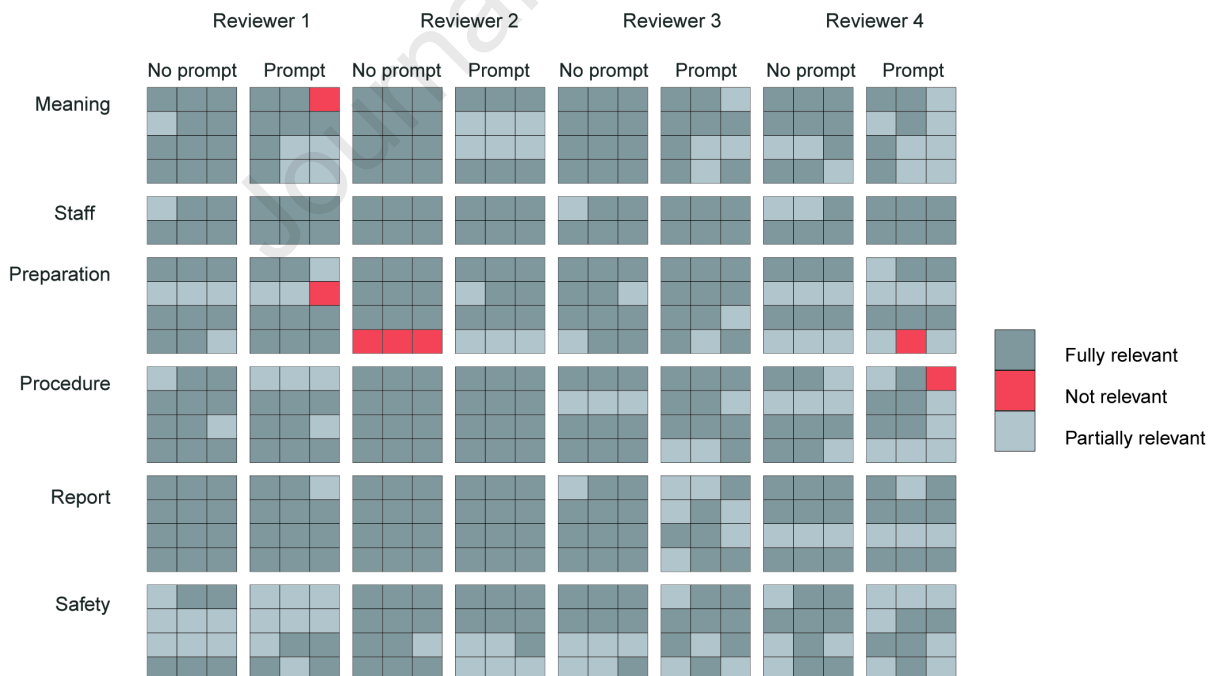 Reviewer 1 Reviewer 2 Reviewer 3 Reviewer 4
No prompt Prompt No prompt Prompt No prompt Prompt No prompt Prompt
Meaning
Staff
Preparation
Procedure
Report
Safety
Fully relevant
Not relevant
Partially relevant
Journa